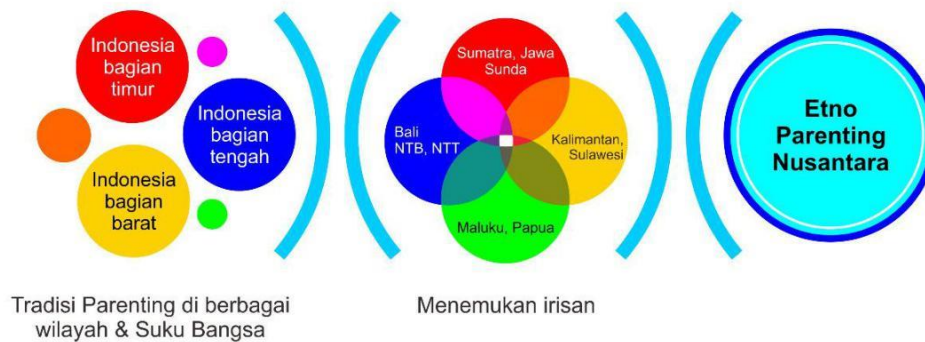 Indonesia
bagian
timur
Indonesia
bagian
tengah
Indonesia
bagian
barat
Tradisi Parenting di berbagai
wilayah & Suku Bangsa
Sumatra, Jawa
Sunda
Bali
NTB, NTT
Kalimantan,
Sulawesi
Maluku, Papua
Menemukan irisan
Etno
Parenting
Nusantara